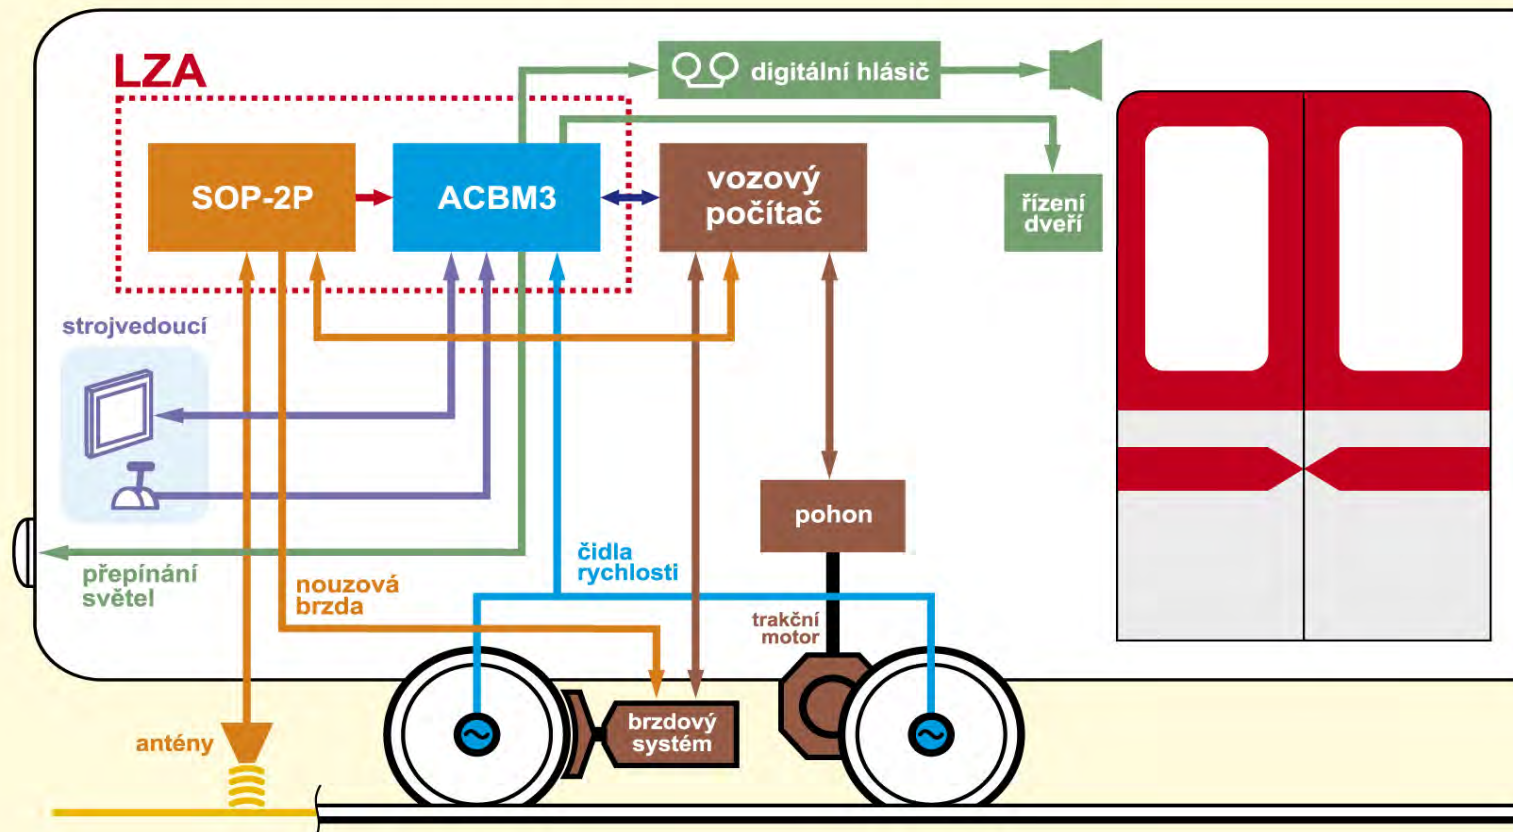 LZA
digitální hlásič
SOP-2P
ACBM3
vozový
počítač
řízení
dveří
strojvedoucí
pohon
přepínání
světel
nouzová
brzda
čidla
rychlosti
trakční
motor
antény
brzdový
systém